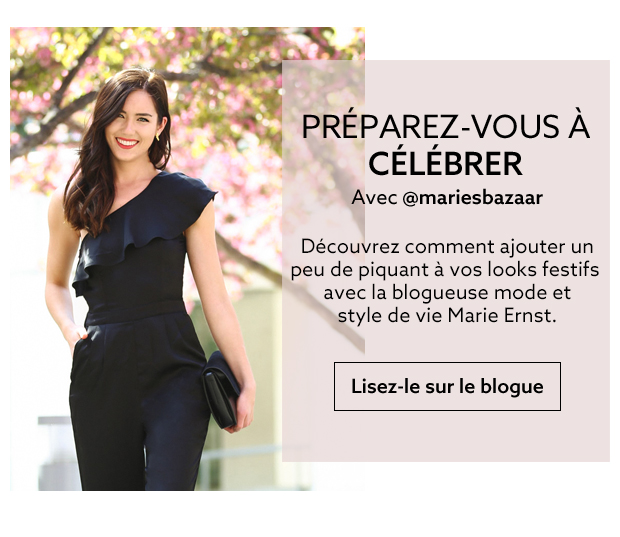 PRÉPAREZ-VOUS À
CÉLÉBRER
Avec @mariesbazaar
Découvrez comment ajouter un
peu de piquant à vos looks festifs
avec la blogueuse mode et
style de vie Marie Ernst.
Lisez-le sur le blogue